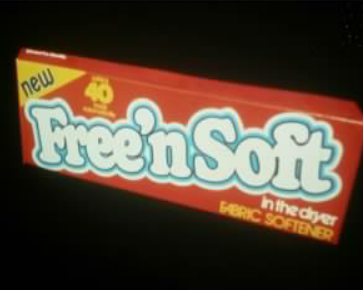 new
40
Free'n Soft
in the dryer
FABRIC SOFTENER